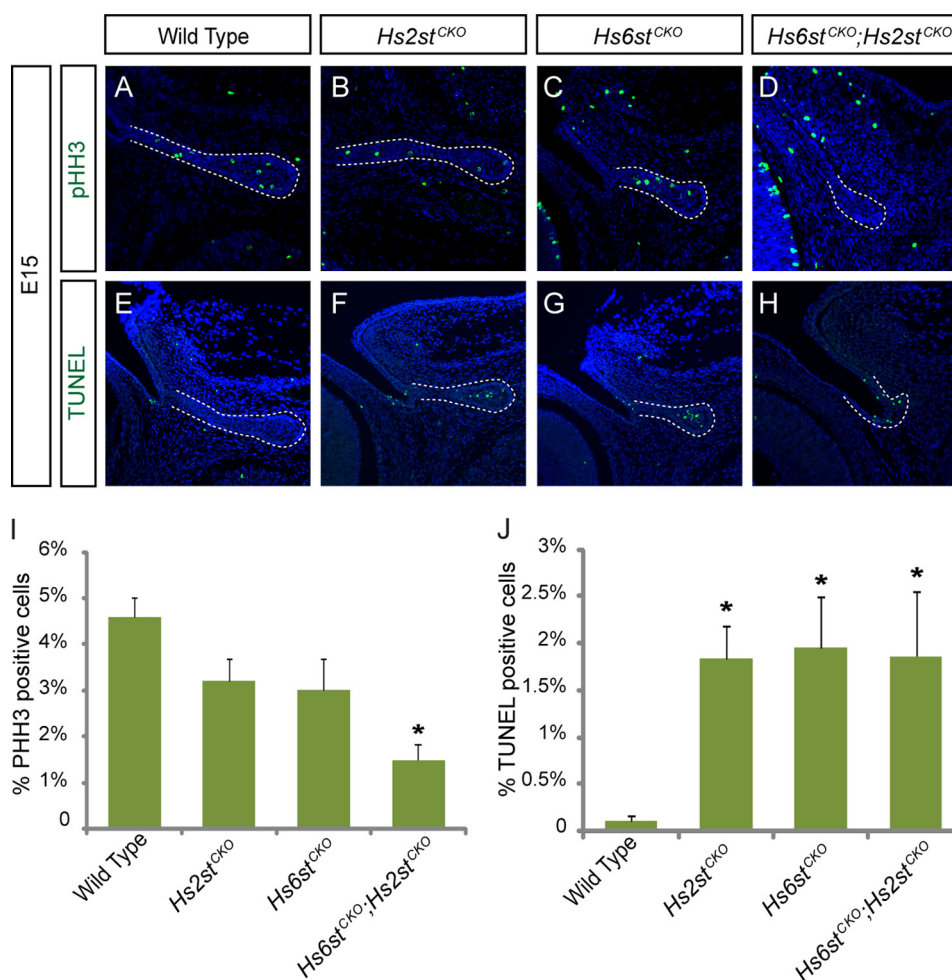 Wild Type
Hs2st^CKO
Hs6st^CKO
Hs6st^CKO;Hs2st^CKO
E15
pHH3
A
B
C
D
TUNEL
E
F
G
H
I
% PHH3 positive cells
6%
5%
4%
3%
2%
1%
0
*
Wild Type
Hs2st^CKO
Hs6st^CKO
Hs6st^CKO;Hs2st^CKO
J
% TUNEL positive cells
3%
2.5%
2%
1.5%
1%
0.5%
0
* * *
Wild Type
Hs2st^CKO
Hs6st^CKO
Hs6st^CKO;Hs2st^CKO